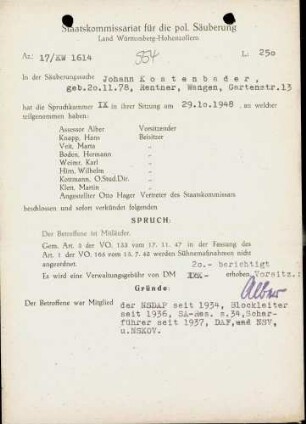 Staatskommissariat für die pol. Säuberung
Land Württemberg-Hohenzollern
Az.: 17/KW 1614 L 250
In der Säuberungssache Johann Kostenbader,
geb.20.11.78, Rentner, Wangen, Gartenstr.13
hat die Spruchkammer IX in ihrer Sitzung am 29.10.1948, an welcher
teilgenommen haben:
Assessor Alber Vorsitzender
Knapp, Hans Beisitzer
Veit, Maria „
Boden, Hermann „
Weimer, Karl „
Hirn, Wilhelm „
Kottmann, O.Stud.Dir. „
Klett, Martin „
Angestellter Otto Hager Vertreter des Staatskommissars
beschlossen und sofort verkündet folgenden
SPRUCH:
Der Betroffene ist Mitläufer.
Gem. Art. 5 der VO. 133 vom 17. 11. 47 in der Fassung des
Art. 1 der VO. 165 vom 13. 7. 48 werden Sühnemaßnahmen nicht
angeordnet.
20.- berichtigt
Es wird eine Verwaltungsgebühr von DM erhoben. Vorsitz.:
Alber
Gründe:
Der Betroffene war Mitglied der NSDAP seit 1934, Blockleiter
seit 1936, SA-Res. s.34, Schar-
führer seit 1937, DAF, und NSV,
u.NSKOV.